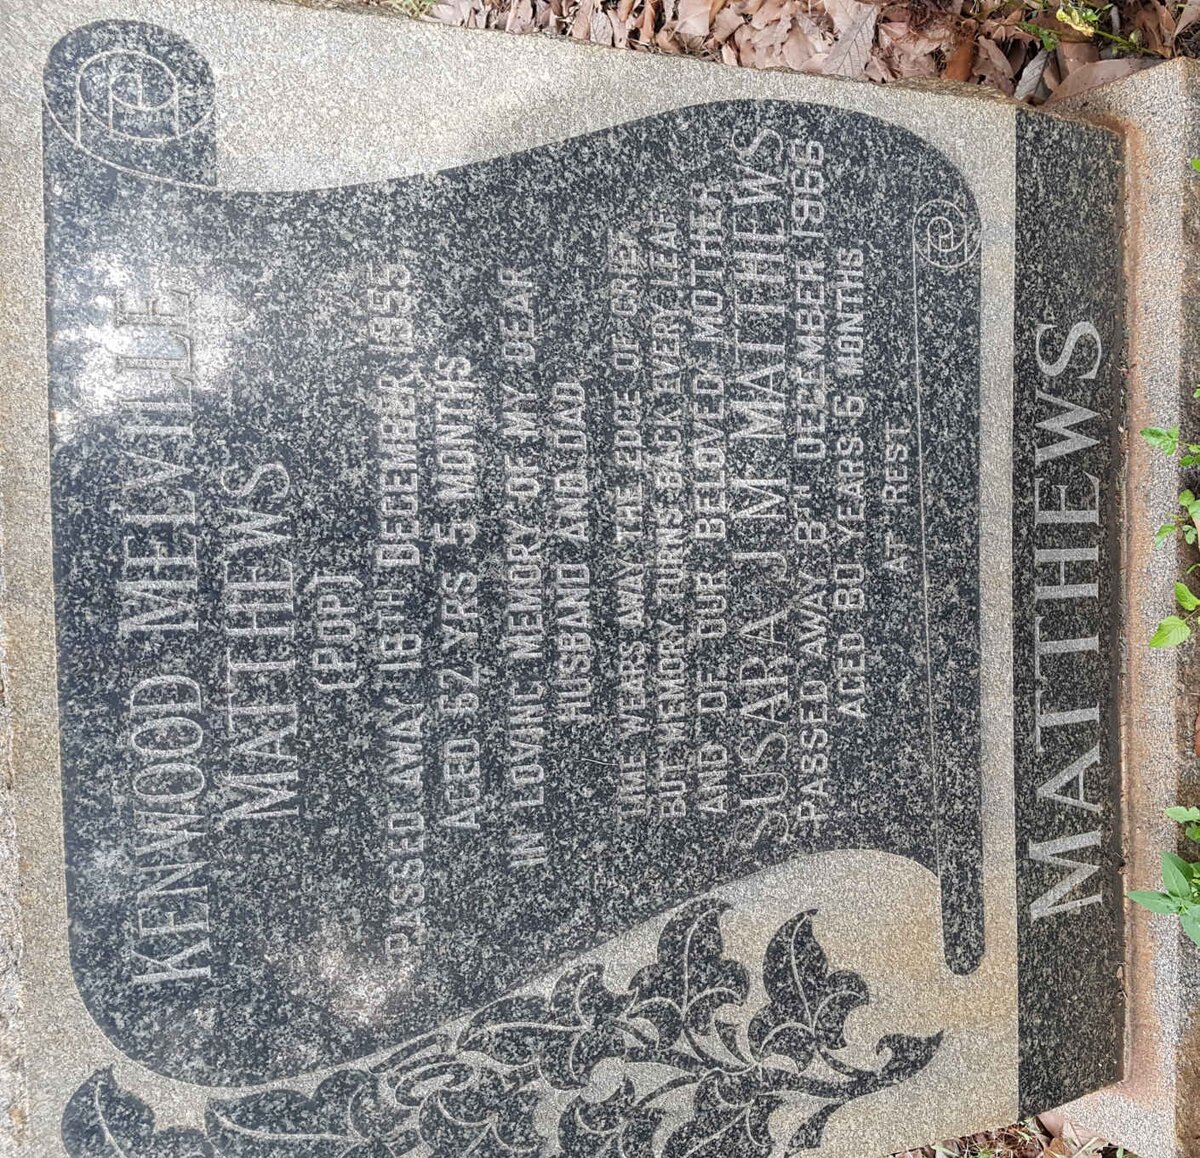 KENWOOD MELVILLE
MATTHEWS
(POP)
PASSED AWAY 18TH DECEMBER, 1955
AGED 62 YRS 5 MONTHS
IN LOVING MEMORY OF MY DEAR
HUSBAND AND DAD.
TIME WEARS AWAY THE EDGE OF GRIEF
BUT MEMORY TURNS BACK EVERY LEAF.
AND OF OUR BELOVED MOTHER,
SUSARA J M MATTHEWS
PASSED AWAY 8TH DECEMBER 1966
AGED 80 YEARS 6 MONTHS
AT REST
MATTHEWS